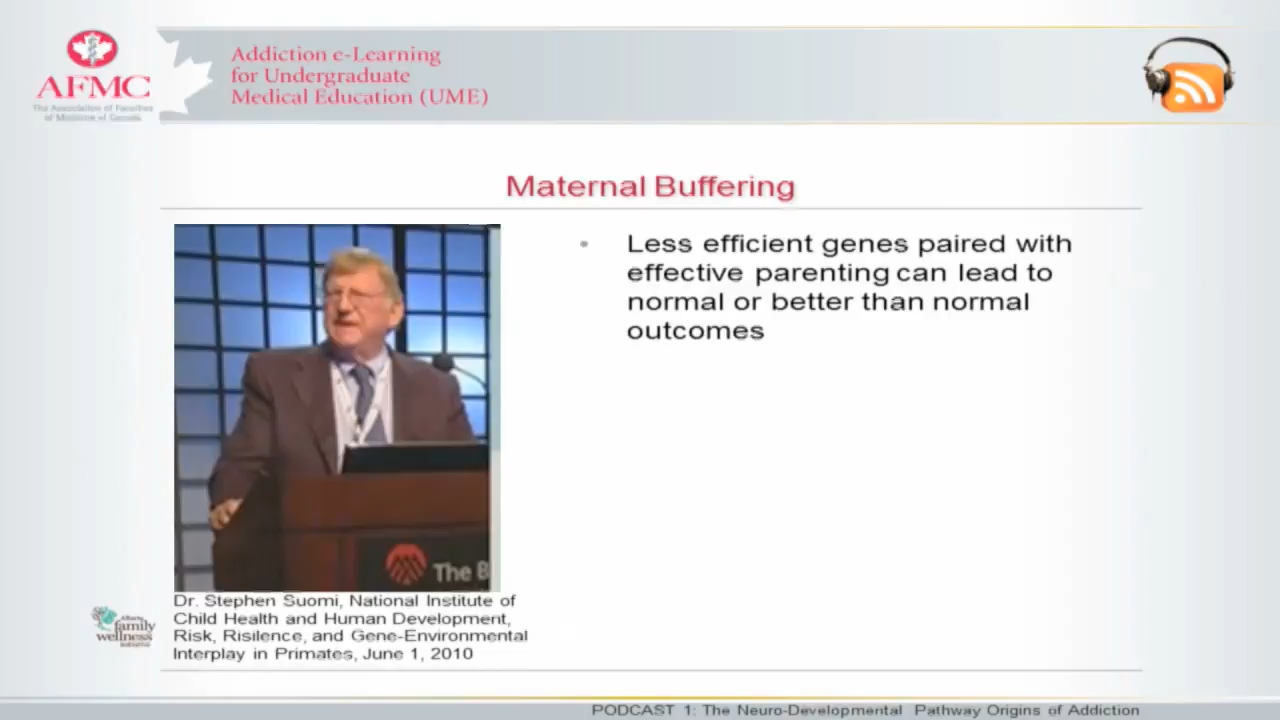 AFMC
The Association of Faculties
of Medicine of Canada
Addiction e-Learning
for Undergraduate
Medical Education (UME)
Maternal Buffering
• Less efficient genes paired with
effective parenting can lead to
normal or better than normal
outcomes
The B
Dr. Stephen Suomi, National Institute of
Child Health and Human Development,
Risk, Risilence, and Gene-Environmental
Interplay in Primates, June 1, 2010
Alberta
family
wellness
initiative
PODCAST 1: The Neuro-Developmental Pathway Origins of Addiction